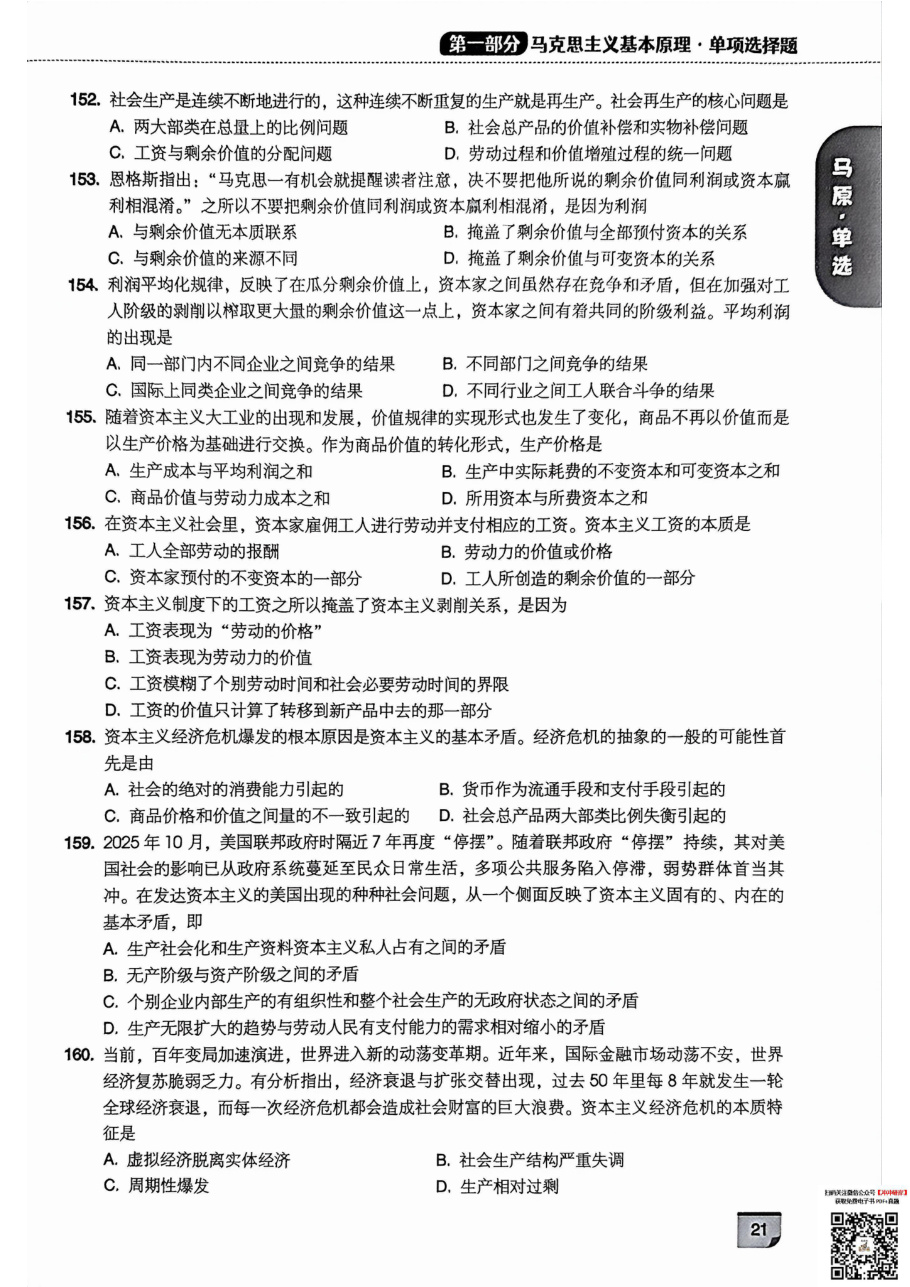 第一部分 马克思主义基本原理·单项选择题
152. 社会生产是连续不断地进行的，这种连续不断重复的生产就是再生产。社会再生产的核心问题是
A. 两大部类在总量上的比例问题 B. 社会总产品的价值补偿和实物补偿问题
C. 工资与剩余价值的分配问题 D. 劳动过程和价值增殖过程的统一问题
153. 恩格斯指出：“马克思一有机会就提醒读者注意，决不要把他所说的剩余价值同利润或资本赢
利相混淆。”之所以不要把剩余价值同利润或资本赢利相混淆，是因为利润
A. 与剩余价值无本质联系 B. 掩盖了剩余价值与全部预付资本的关系
C. 与剩余价值的来源不同 D. 掩盖了剩余价值与可变资本的关系
154. 利润平均化规律，反映了在瓜分剩余价值上，资本家之间虽然存在竞争和矛盾，但在加强对工
人阶级的剥削以榨取更大量的剩余价值这一点上，资本家之间有着共同的阶级利益。平均利润
的出现是
A. 同一部门内不同企业之间竞争的结果 B. 不同部门之间竞争的结果
C. 国际上同类企业之间竞争的结果 D. 不同行业之间工人联合斗争的结果
155. 随着资本主义大工业的出现和发展，价值规律的实现形式也发生了变化，商品不再以价值而是
以生产价格为基础进行交换。作为商品价值的转化形式，生产价格是
A. 生产成本与平均利润之和 B. 生产中实际耗费的不变资本和可变资本之和
C. 商品价值与劳动力成本之和 D. 所用资本与所费资本之和
156. 在资本主义社会里，资本家雇佣工人进行劳动并支付相应的工资。资本主义工资的本质是
A. 工人全部劳动的报酬 B. 劳动力的价值或价格
C. 资本家预付的不变资本的一部分 D. 工人所创造的剩余价值的一部分
157. 资本主义制度下的工资之所以掩盖了资本主义剥削关系，是因为
A. 工资表现为“劳动的价格”
B. 工资表现为劳动力的价值
C. 工资模糊了个别劳动时间和社会必要劳动时间的界限
D. 工资的价值只计算了转移到新产品中去的那一部分
158. 资本主义经济危机爆发的根本原因是资本主义的基本矛盾。经济危机的抽象的一般的可能性首
先是由
A. 社会的绝对的消费能力引起的 B. 货币作为流通手段和支付手段引起的
C. 商品价格和价值之间量的不一致引起的 D. 社会总产品两大部类比例失衡引起的
159. 2025年10月，美国联邦政府时隔近7年再度“停摆”。随着联邦政府“停摆”持续，其对美
国社会的影响已从政府系统蔓延至民众日常生活，多项公共服务陷入停滞，弱势群体首当其
冲。在发达资本主义的美国出现的种种社会问题，从一个侧面反映了资本主义固有的、内在的
基本矛盾，即
A. 生产社会化和生产资料资本主义私人占有之间的矛盾
B. 无产阶级与资产阶级之间的矛盾
C. 个别企业内部生产的有组织性和整个社会生产的无政府状态之间的矛盾
D. 生产无限扩大的趋势与劳动人民有支付能力的需求相对缩小的矛盾
160. 当前，百年变局加速演进，世界进入新的动荡变革期。近年来，国际金融市场动荡不安，世界
经济复苏脆弱乏力。有分析指出，经济衰退与扩张交替出现，过去50年里每8年就发生一轮
全球经济衰退，而每一次经济危机都会造成社会财富的巨大浪费。资本主义经济危机的本质特
征是
A. 虚拟经济脱离实体经济 B. 社会生产结构严重失调
C. 周期性爆发 D. 生产相对过剩
马原·单选
扫码关注微信公众号【冲冲研资】
获取免费电子书PDF+真题
21